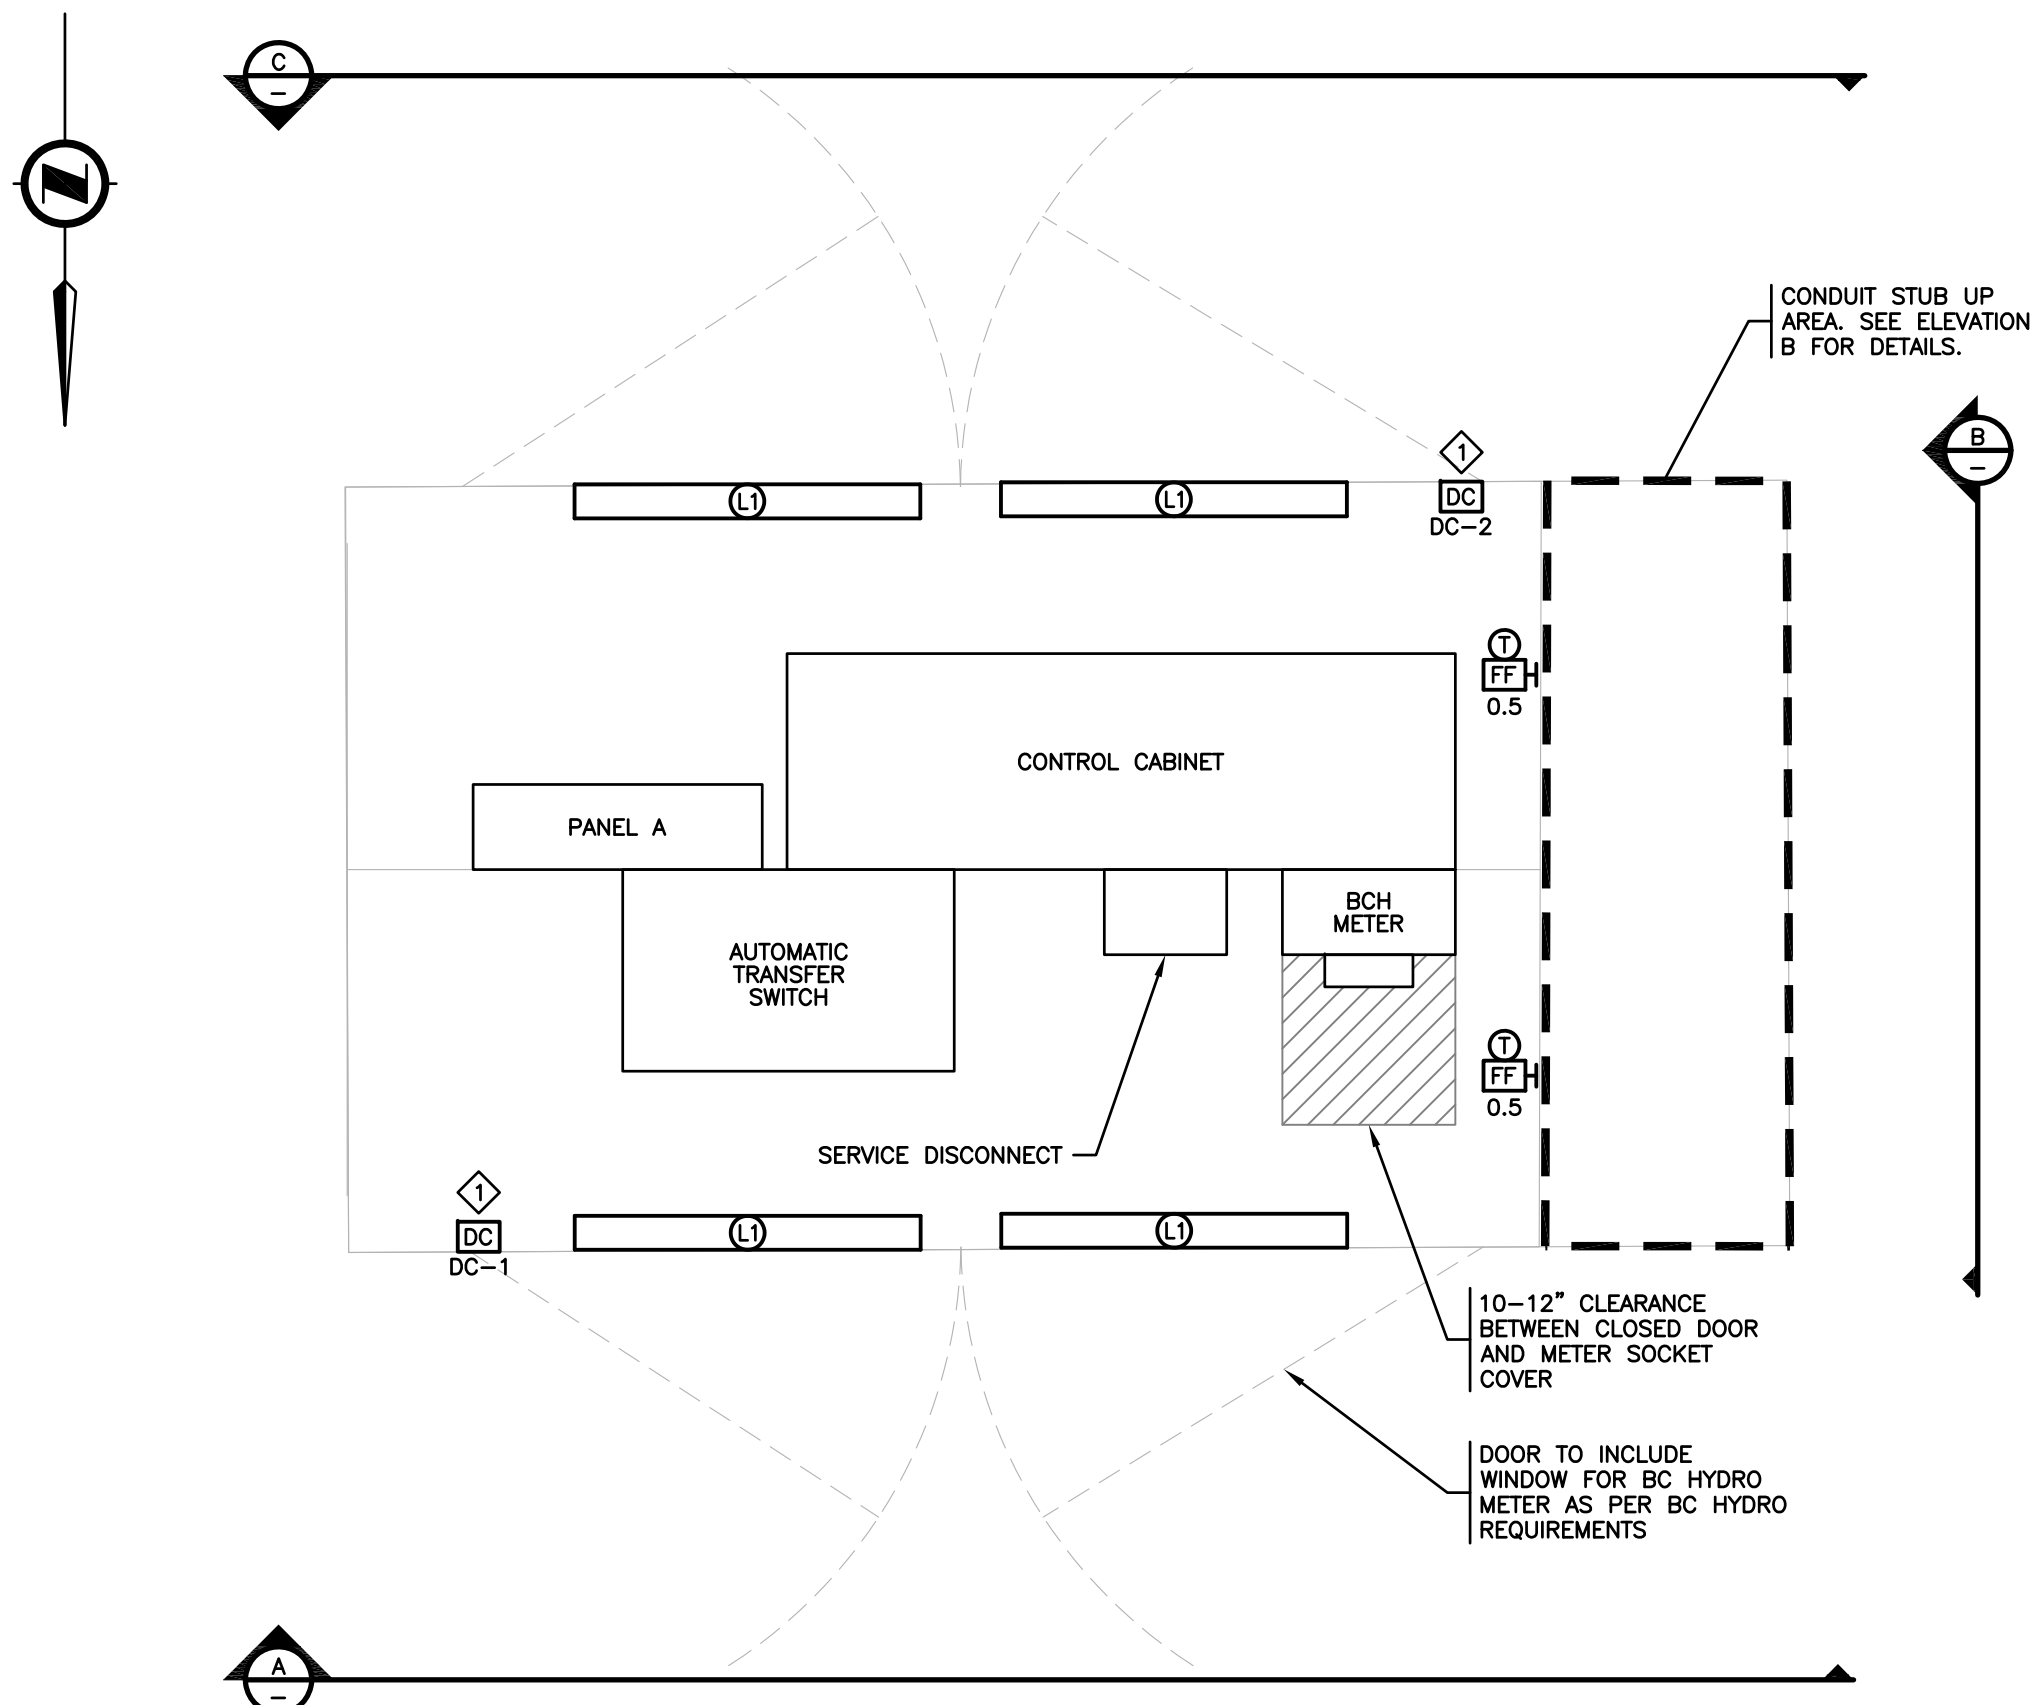 C
–
N
CONDUIT STUB UP
AREA. SEE ELEVATION
B FOR DETAILS.
B
–
1
L1
L1
DC
DC-2
T
FF
0.5
CONTROL CABINET
PANEL A
BCH
METER
AUTOMATIC
TRANSFER
SWITCH
T
FF
0.5
SERVICE DISCONNECT
1
DC
DC-1
L1
L1
10-12" CLEARANCE
BETWEEN CLOSED DOOR
AND METER SOCKET
COVER
DOOR TO INCLUDE
WINDOW FOR BC HYDRO
METER AS PER BC HYDRO
REQUIREMENTS
A
–